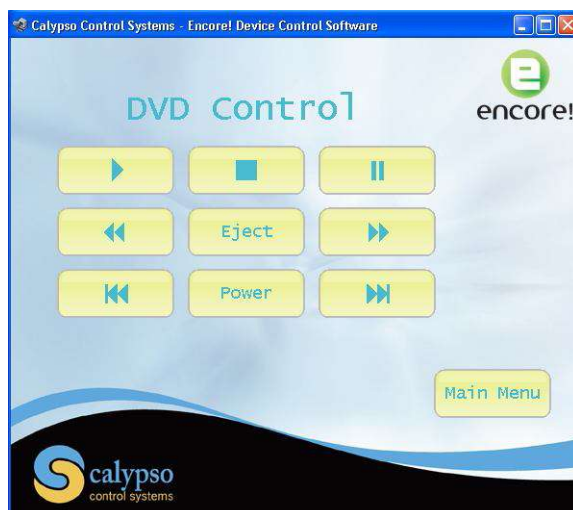 Calypso Control Systems - Encore! Device Control Software
encore!
DVD Control
Eject
Power
Main Menu
calypso
control systems